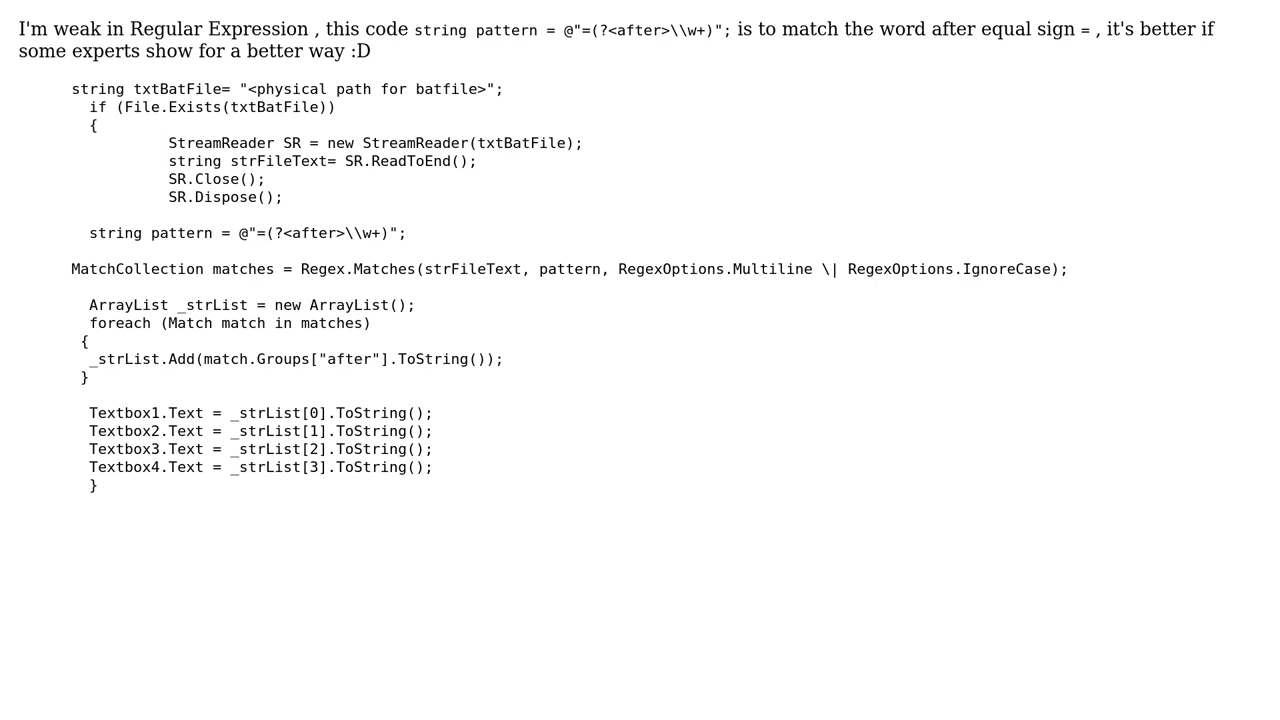 I'm weak in Regular Expression , this code string pattern = @"=(?<after>\\w+)"; is to match the word after equal sign = , it's better if
some experts show for a better way :D
string txtBatFile= "<physical path for batfile>";
  if (File.Exists(txtBatFile))
  {
           StreamReader SR = new StreamReader(txtBatFile);
           string strFileText= SR.ReadToEnd();
           SR.Close();
           SR.Dispose();
  string pattern = @"=(?<after>\\w+)";
MatchCollection matches = Regex.Matches(strFileText, pattern, RegexOptions.Multiline \| RegexOptions.IgnoreCase);
  ArrayList _strList = new ArrayList();
  foreach (Match match in matches)
 {
  _strList.Add(match.Groups["after"].ToString());
 }
  Textbox1.Text = _strList[0].ToString();
  Textbox2.Text = _strList[1].ToString();
  Textbox3.Text = _strList[2].ToString();
  Textbox4.Text = _strList[3].ToString();
  }